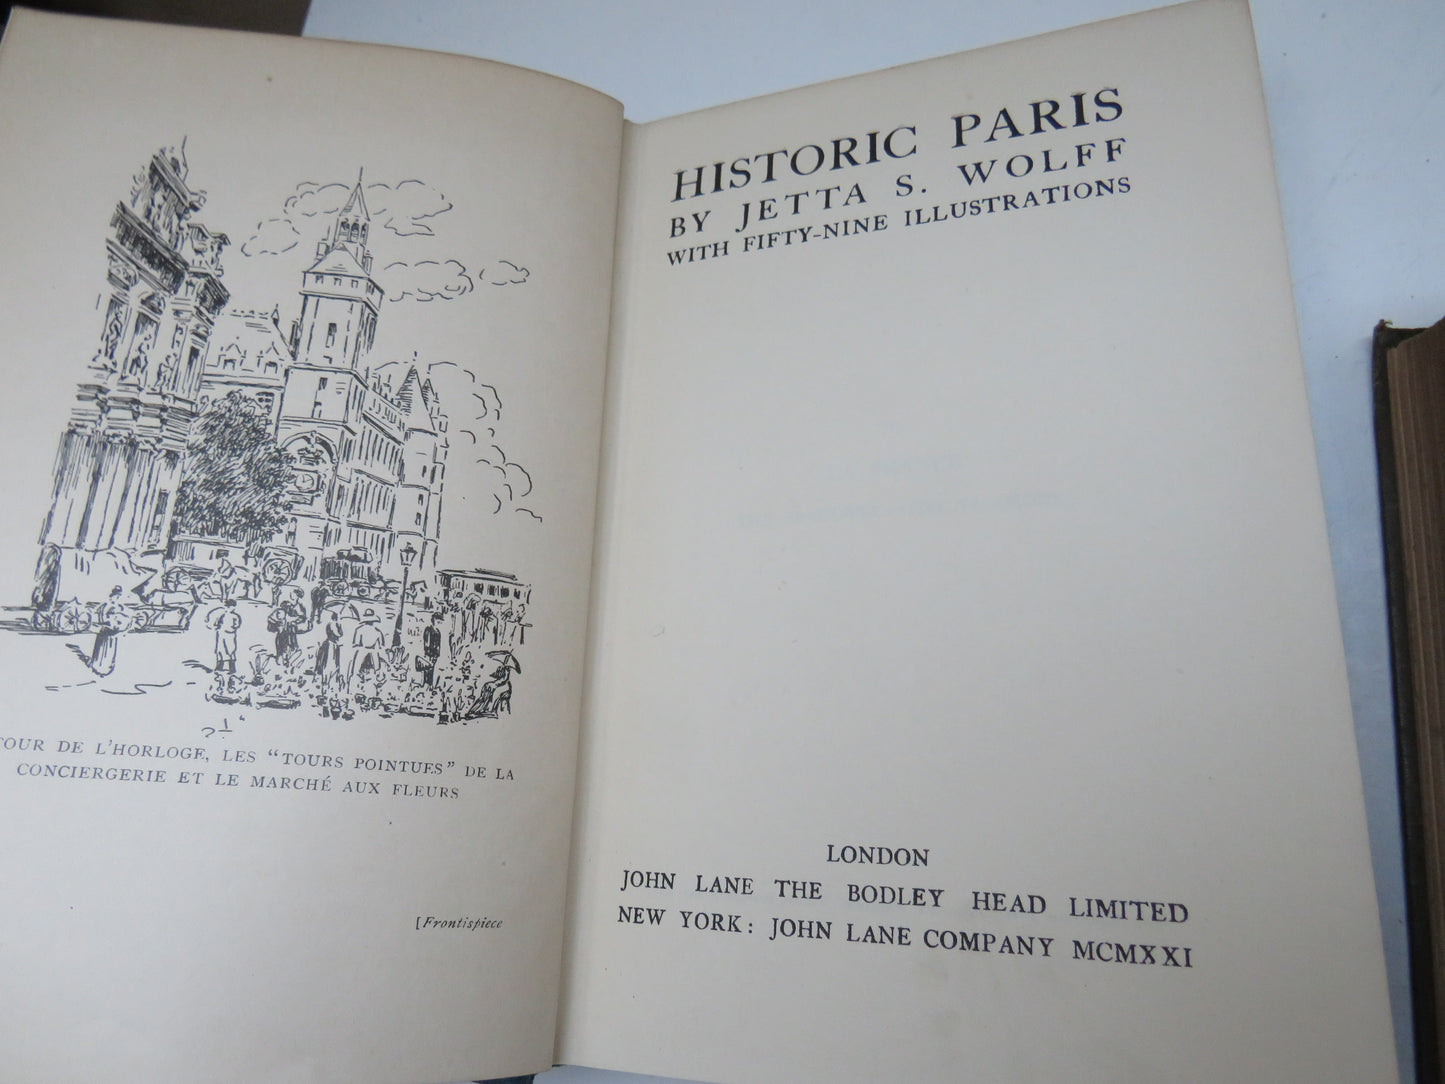 TOUR DE L'HORLOGE, LES "TOURS POINTUES" DE LA
CONCIERGERIE ET LE MARCHÉ AUX FLEURS
[Frontispiece
HISTORIC PARIS
BY JETTA S. WOLFF
WITH FIFTY-NINE ILLUSTRATIONS
LONDON
JOHN LANE THE BODLEY HEAD LIMITED
NEW YORK: JOHN LANE COMPANY MCMXXI